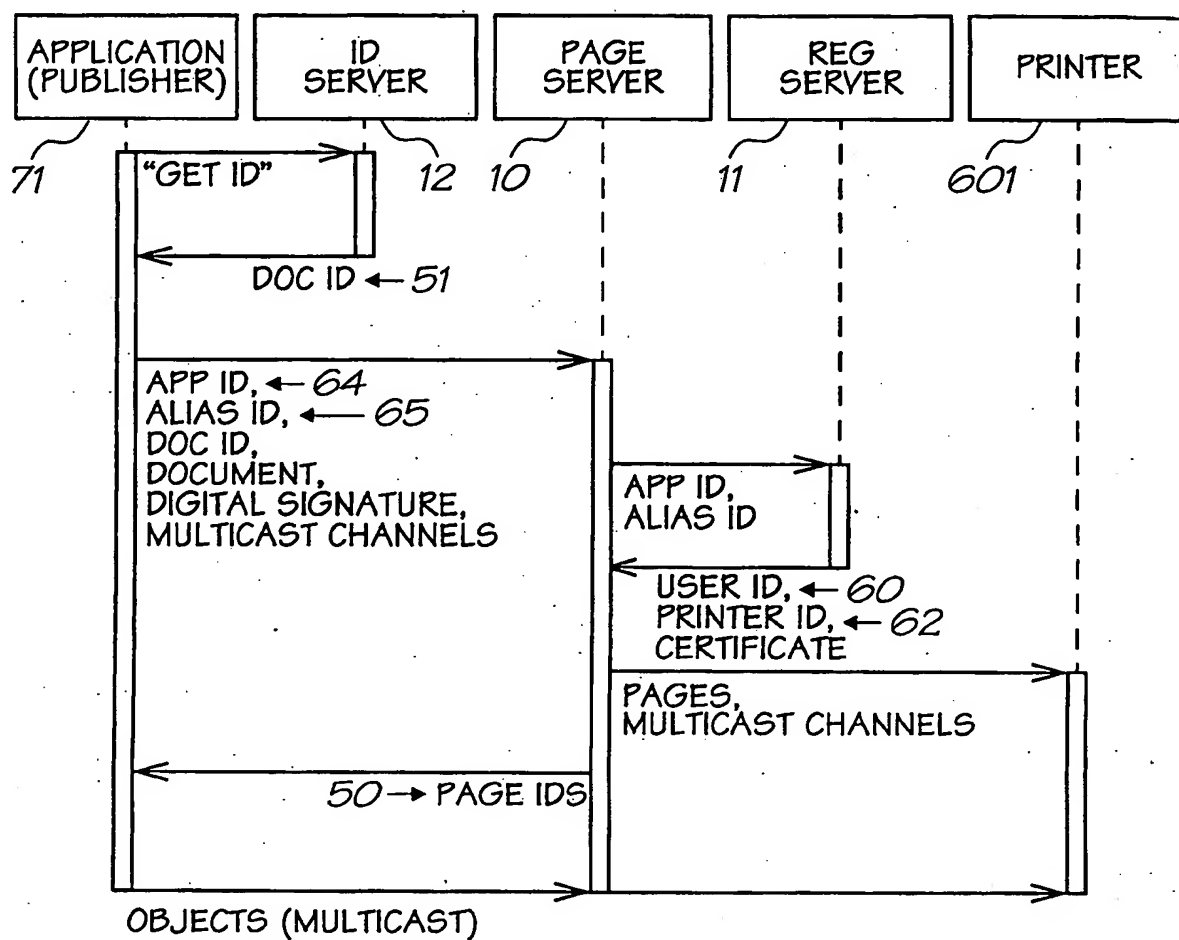 APPLICATION
(PUBLISHER)
ID
SERVER
PAGE
SERVER
REG
SERVER
PRINTER
71
12
10
11
601
"GET ID"
DOC ID
51
APP ID,
64
ALIAS ID,
65
DOC ID,
DOCUMENT,
DIGITAL SIGNATURE,
MULTICAST CHANNELS
APP ID,
ALIAS ID
USER ID,
60
PRINTER ID,
62
CERTIFICATE
PAGES,
MULTICAST CHANNELS
50
PAGE IDS
OBJECTS (MULTICAST)